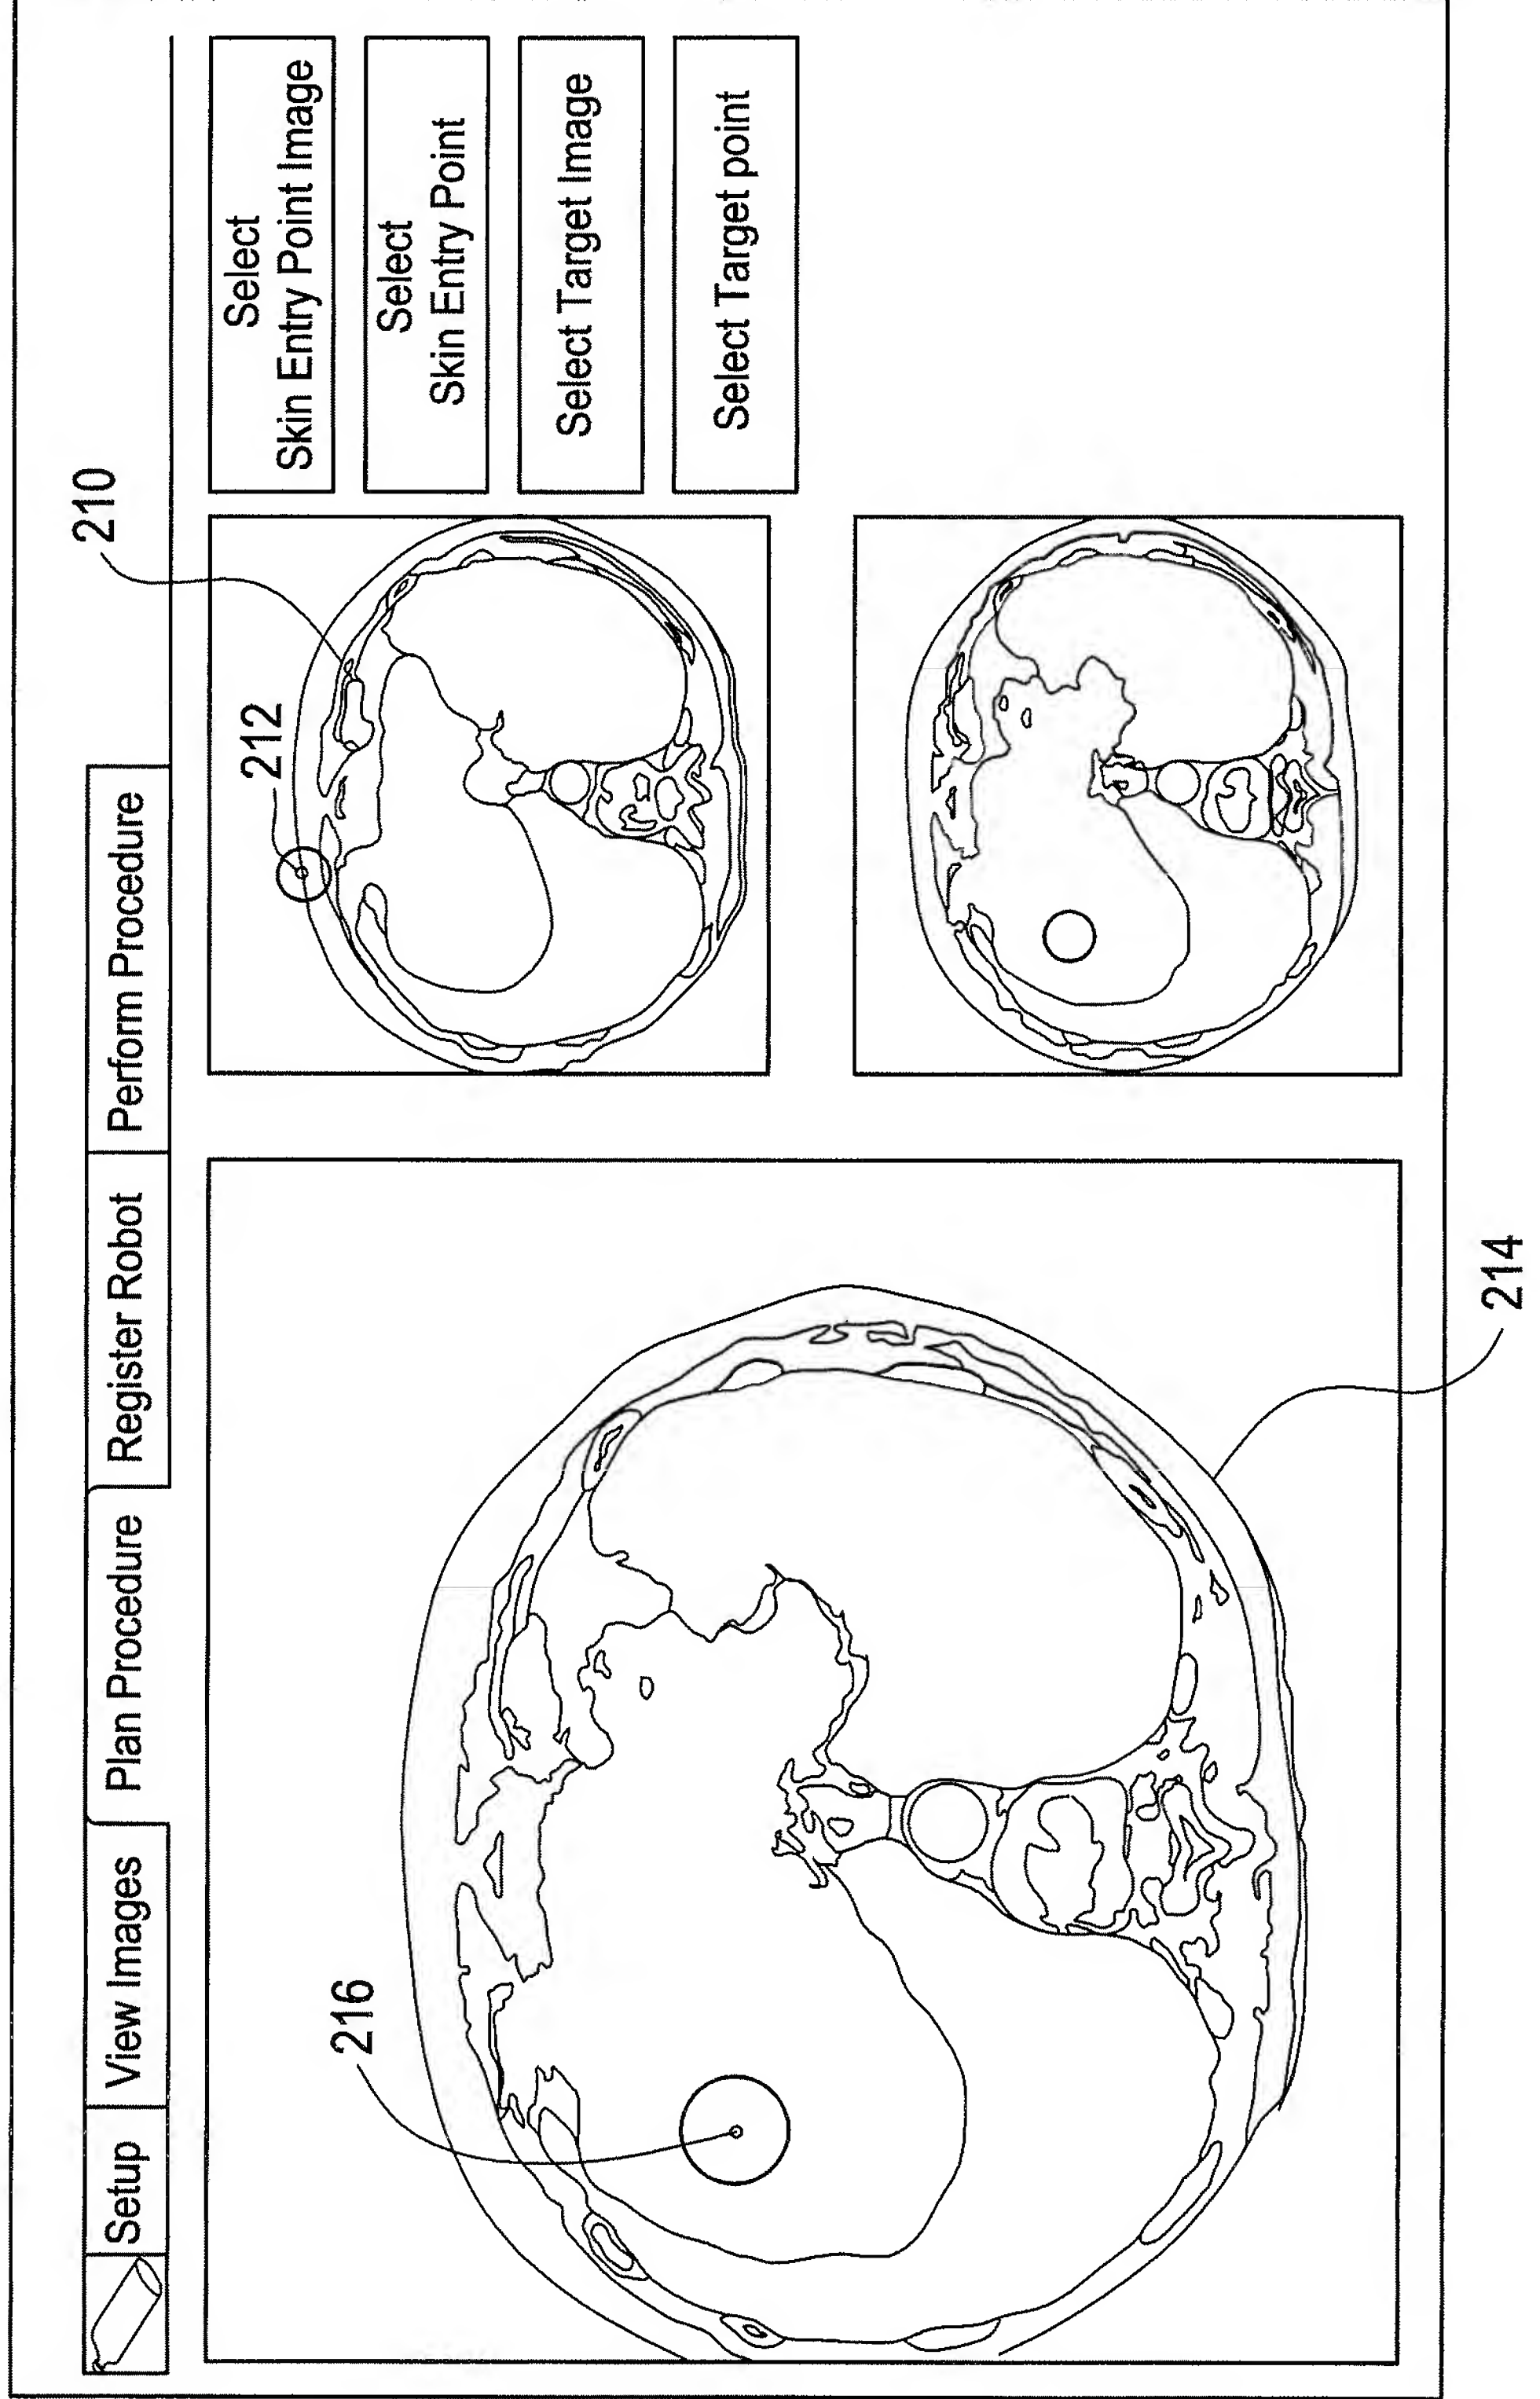 Setup
View Images
Plan Procedure
Register Robot
Perform Procedure
210
212
Select
Skin Entry Point Image
Select
Skin Entry Point
Select Target Image
Select Target point
216
214